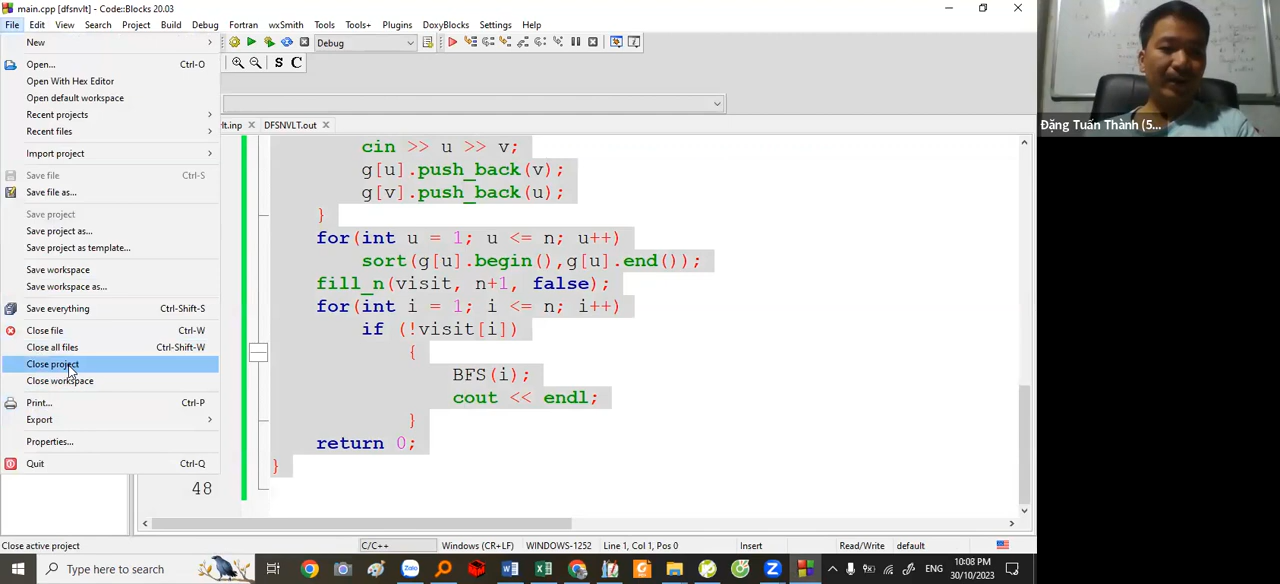 main.cpp [dfsnvlt] - Code::Blocks 20.03
File Edit View Search Project Build Debug Fortran wxSmith Tools Tools+ Plugins DoxyBlocks Settings Help
New
Open... Ctrl-O
Open With Hex Editor
Open default workspace
Recent projects
Recent files
Import project
Save file Ctrl-S
Save file as...
Save project
Save project as...
Save project as template...
Save workspace
Save workspace as...
Save everything Ctrl-Shift-S
Close file Ctrl-W
Close all files Ctrl-Shift-W
Close project
Close workspace
Print... Ctrl-P
Export
Properties...
Quit Ctrl-Q
Debug
S C
lt.inp DFSNVLT.out
cin >> u >> v;
g[u].push_back(v);
g[v].push_back(u);
}
for(int u = 1; u <= n; u++)
sort(g[u].begin(),g[u].end());
fill_n(visit, n+1, false);
for(int i = 1; i <= n; i++)
if (!visit[i])
{
BFS(i);
cout << endl;
}
return 0;
}
48
Đặng Tuấn Thành (5...
Close active project C/C++ Windows (CR+LF) WINDOWS-1252 Line 1, Col 1, Pos 0 Insert Read/Write default
Type here to search
ENG
10:08 PM
30/10/2023